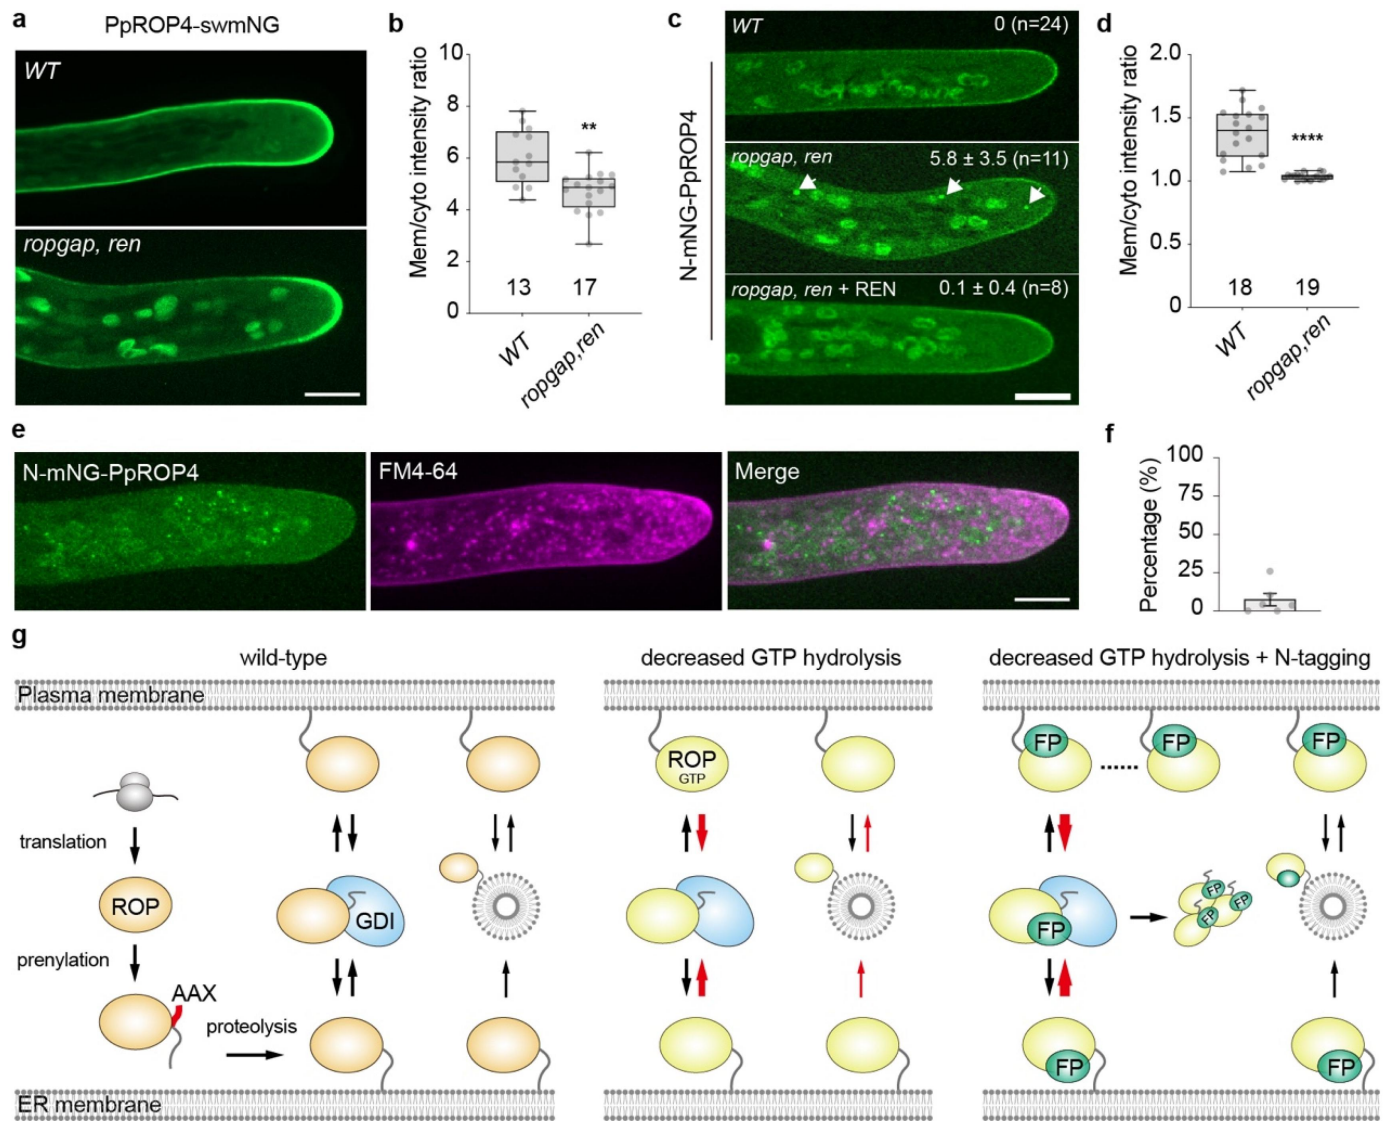 a
PpROP4-swmNG
WT
ropgap, ren
b
Mem/cyto intensity ratio
10
8
6
4
2
0
**
13
17
WT
ropgap,ren
c
N-mNG-PpROP4
WT
0 (n=24)
ropgap, ren
5.8 ± 3.5 (n=11)
ropgap, ren + REN
0.1 ± 0.4 (n=8)
d
Mem/cyto intensity ratio
2.0
1.5
1.0
0.5
0
****
18
19
WT
ropgap,ren
e
N-mNG-PpROP4
FM4-64
Merge
f
Percentage (%)
100
75
50
25
0
g
wild-type
decreased GTP hydrolysis
decreased GTP hydrolysis + N-tagging
Plasma membrane
translation
ROP
prenylation
AAX
proteolysis
GDI
ROP
GTP
FP
FP
FP
FP
FP
FP
FP
FP
FP
ER membrane